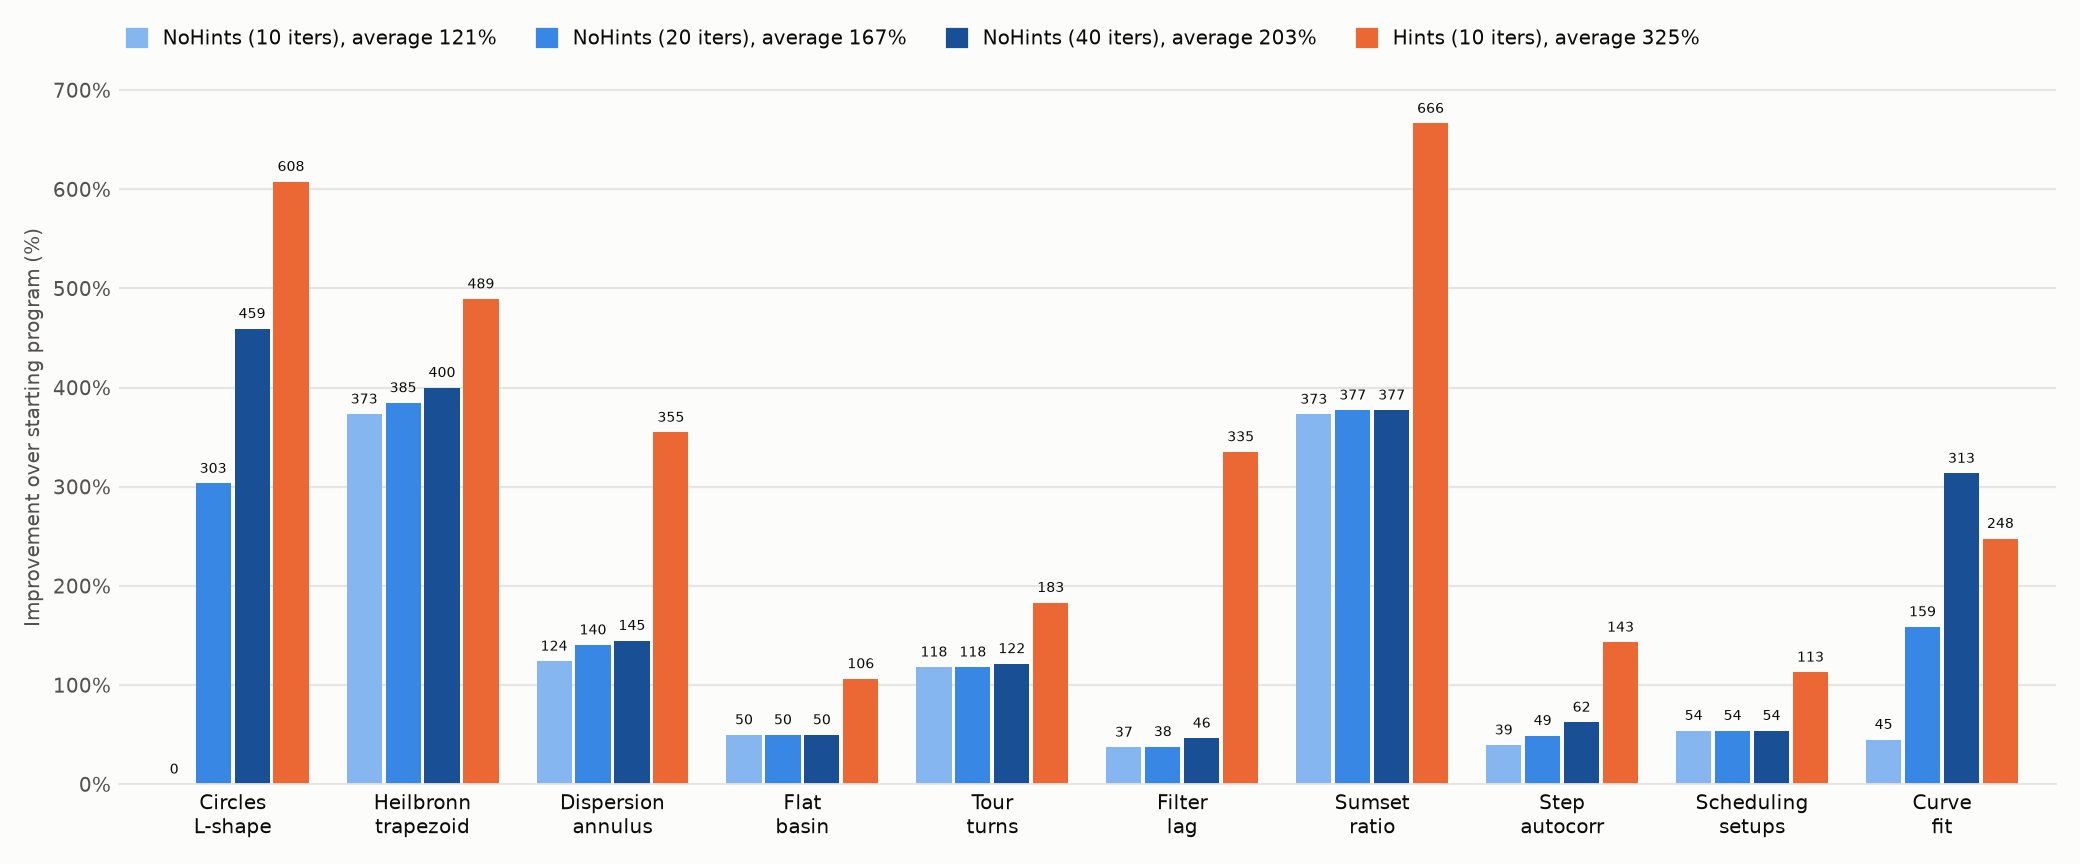 NoHints (10 iters), average 121%
NoHints (20 iters), average 167%
NoHints (40 iters), average 203%
Hints (10 iters), average 325%
Improvement over starting program (%)
700%
600%
500%
400%
300%
200%
100%
0%
0
303
459
608
373
385
400
489
124
140
145
355
50
50
50
106
118
118
122
183
37
38
46
335
373
377
377
666
39
49
62
143
54
54
54
113
45
159
313
248
Circles
L-shape
Heilbronn
trapezoid
Dispersion
annulus
Flat
basin
Tour
turns
Filter
lag
Sumset
ratio
Step
autocorr
Scheduling
setups
Curve
fit